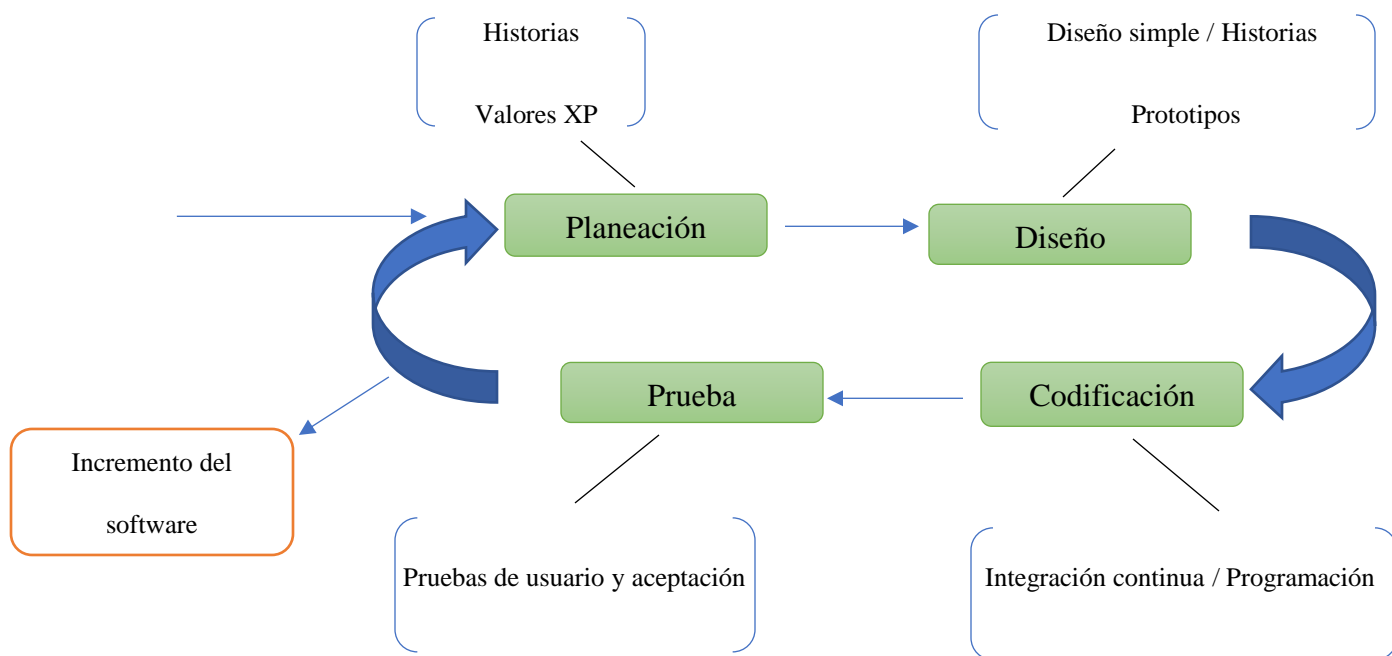 Historias
Valores XP
Diseño simple / Historias
Prototipos
Planeación
Diseño
Prueba
Codificación
Incremento del
software
Pruebas de usuario y aceptación
Integración continua / Programación